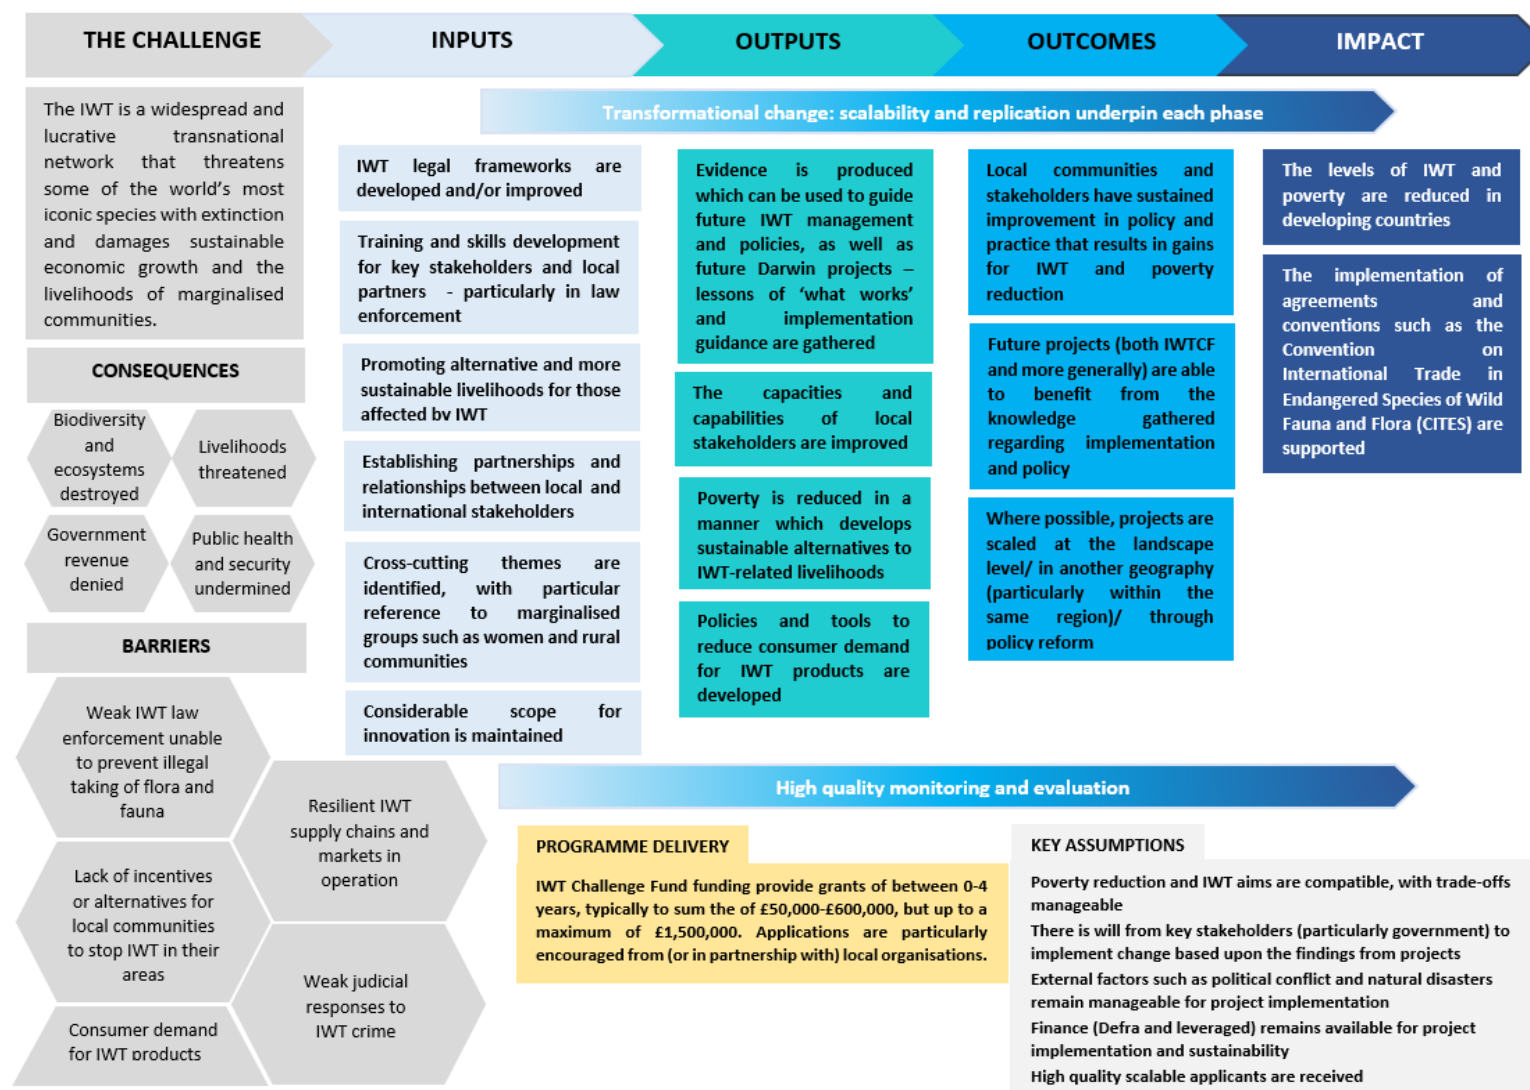 THE CHALLENGE
INPUTS
OUTPUTS
OUTCOMES
IMPACT
Transformational change: scalability and replication underpin each phase
The IWT is a widespread and
lucrative transnational
network that threatens
some of the world's most
iconic species with extinction
and damages sustainable
economic growth and the
livelihoods of marginalised
communities.
CONSEQUENCES
Biodiversity
and
ecosystems
destroyed
Livelihoods
threatened
Government
revenue
denied
Public health
and security
undermined
BARRIERS
Weak IWT law
enforcement unable
to prevent illegal
taking of flora and
fauna
Resilient IWT
supply chains and
markets in
operation
Lack of incentives
or alternatives for
local communities
to stop IWT in their
areas
Weak judicial
responses to
IWT crime
Consumer demand
for IWT products
IWT legal frameworks are
developed and/or improved
Training and skills development
for key stakeholders and local
partners - particularly in law
enforcement
Promoting alternative and more
sustainable livelihoods for those
affected by IWT
Establishing partnerships and
relationships between local and
international stakeholders
Cross-cutting themes are
identified, with particular
reference to marginalised
groups such as women and rural
communities
Considerable scope for
innovation is maintained
Evidence is produced
which can be used to guide
future IWT management
and policies, as well as
future Darwin projects –
lessons of 'what works'
and implementation
guidance are gathered
The capacities and
capabilities of local
stakeholders are improved
Poverty is reduced in a
manner which develops
sustainable alternatives to
IWT-related livelihoods
Policies and tools to
reduce consumer demand
for IWT products are
developed
Local communities and
stakeholders have sustained
improvement in policy and
practice that results in gains
for IWT and poverty
reduction
Future projects (both IWTCF
and more generally) are able
to benefit from the
knowledge gathered
regarding implementation
and policy
Where possible, projects are
scaled at the landscape
level/ in another geography
(particularly within the
same region)/ through
policy reform
The levels of IWT and
poverty are reduced in
developing countries
The implementation of
agreements and
conventions such as the
Convention on
International Trade in
Endangered Species of Wild
Fauna and Flora (CITES) are
supported
High quality monitoring and evaluation
PROGRAMME DELIVERY
IWT Challenge Fund funding provide grants of between 0-4
years, typically to sum the of £50,000-£600,000, but up to a
maximum of £1,500,000. Applications are particularly
encouraged from (or in partnership with) local organisations.
KEY ASSUMPTIONS
Poverty reduction and IWT aims are compatible, with trade-offs
manageable
There is will from key stakeholders (particularly government) to
implement change based upon the findings from projects
External factors such as political conflict and natural disasters
remain manageable for project implementation
Finance (Defra and leveraged) remains available for project
implementation and sustainability
High quality scalable applicants are received